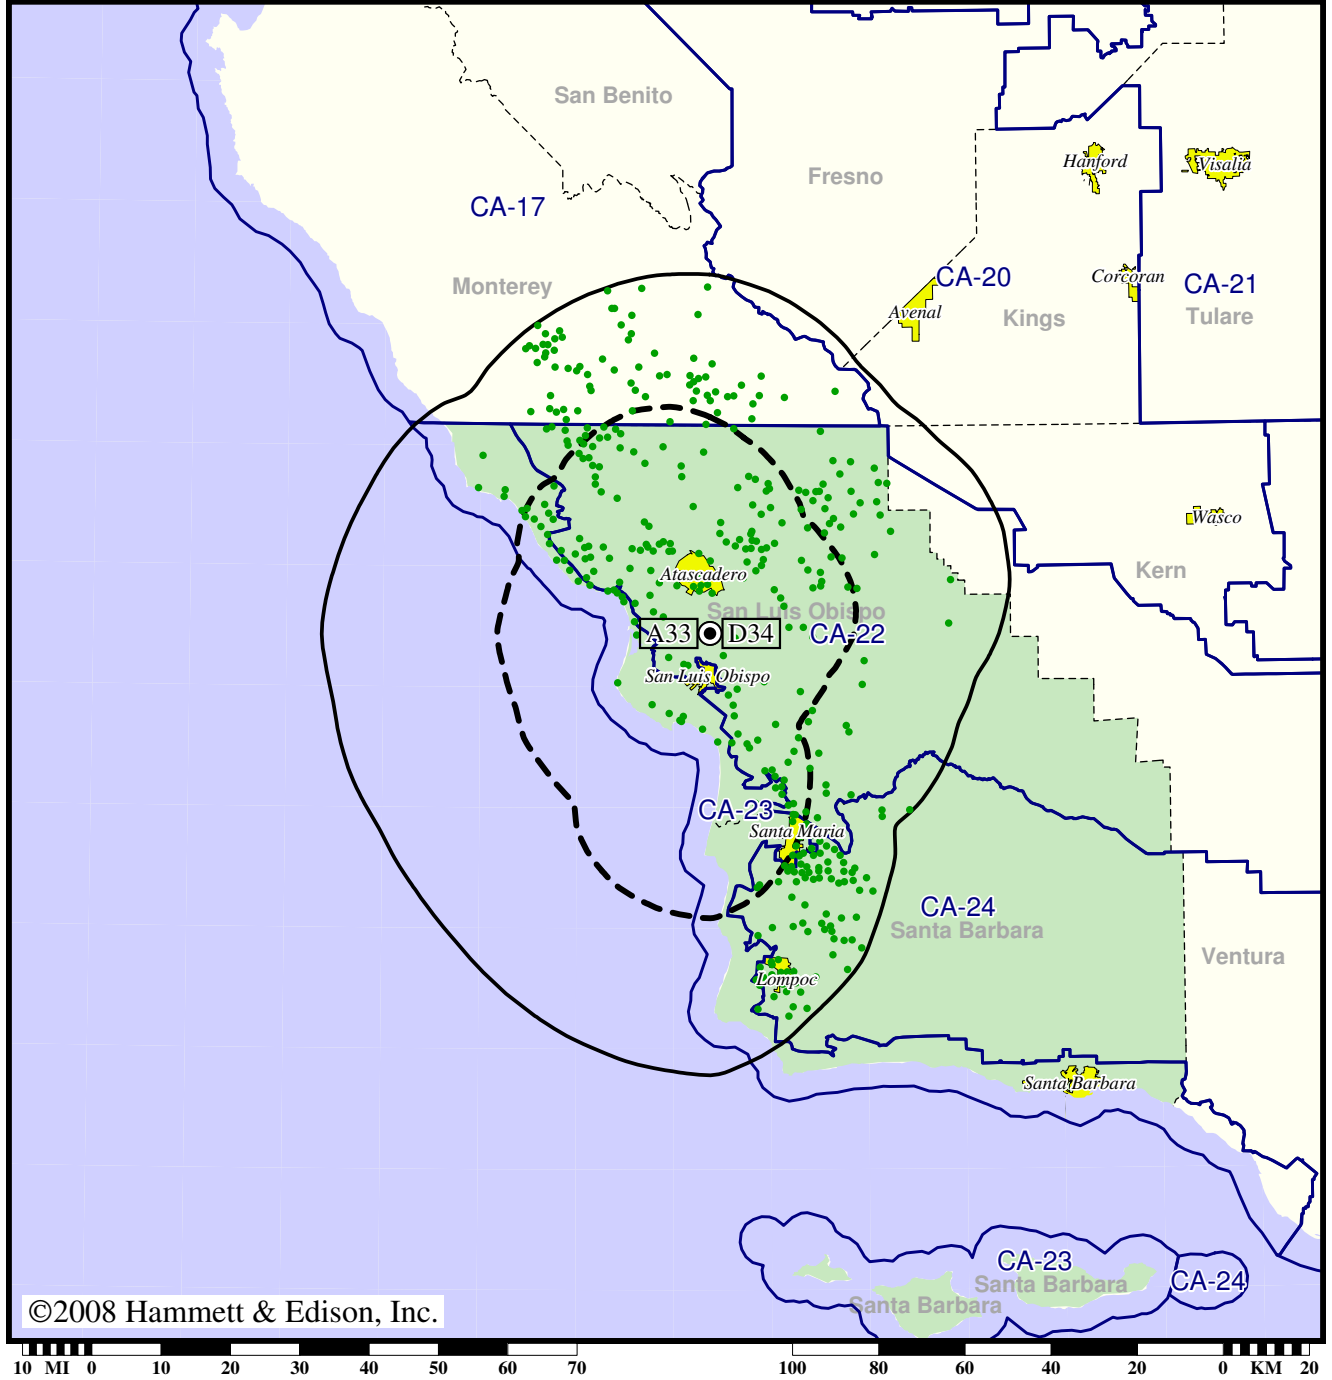 San Benito
Fresno
Hanford
Visalia
CA-17
CA-20
Corcoran
CA-21
Monterey
Avenal
Kings
Tulare
Wasco
Kern
Atascadero
San Luis Obispo
A33 D34
CA-22
San Luis Obispo
CA-23
Santa Maria
CA-24
Santa Barbara
Ventura
Lompoc
Santa Barbara
CA-23
Santa Barbara
CA-24
Santa Barbara
©2008 Hammett & Edison, Inc.
10 MI 0 10 20 30 40 50 60 70 100 80 60 40 20 0 KM 20